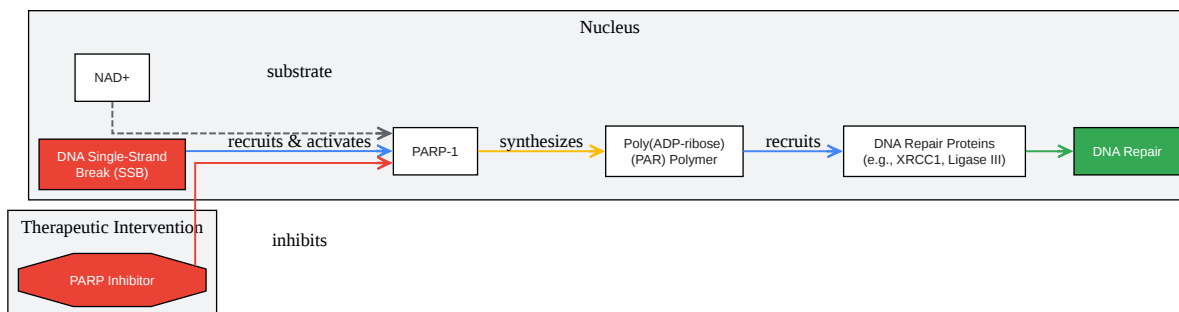 Nucleus
NAD+
substrate
DNA Single-Strand
Break (SSB)
recruits & activates
PARP-1
synthesizes
Poly(ADP-ribose)
(PAR) Polymer
recruits
DNA Repair Proteins
(e.g., XRCC1, Ligase III)
DNA Repair
Therapeutic Intervention
inhibits
PARP Inhibitor